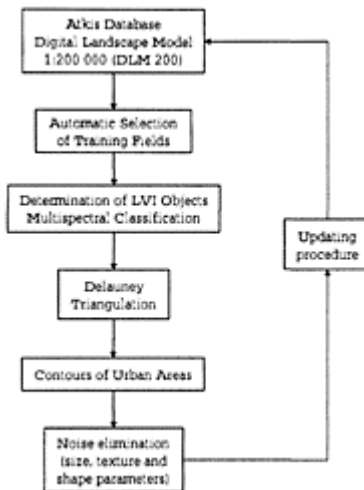 Atkis Database
Digital Landscape Model
1:200 000 (DLM 200)
Automatic Selection
of Training Fields
Determination of LVI Objects
Multispectral Classification
Delauney
Triangulation
Contours of Urban Areas
Noise elimination
(size, texture and
shape parameters)
Updating
procedure